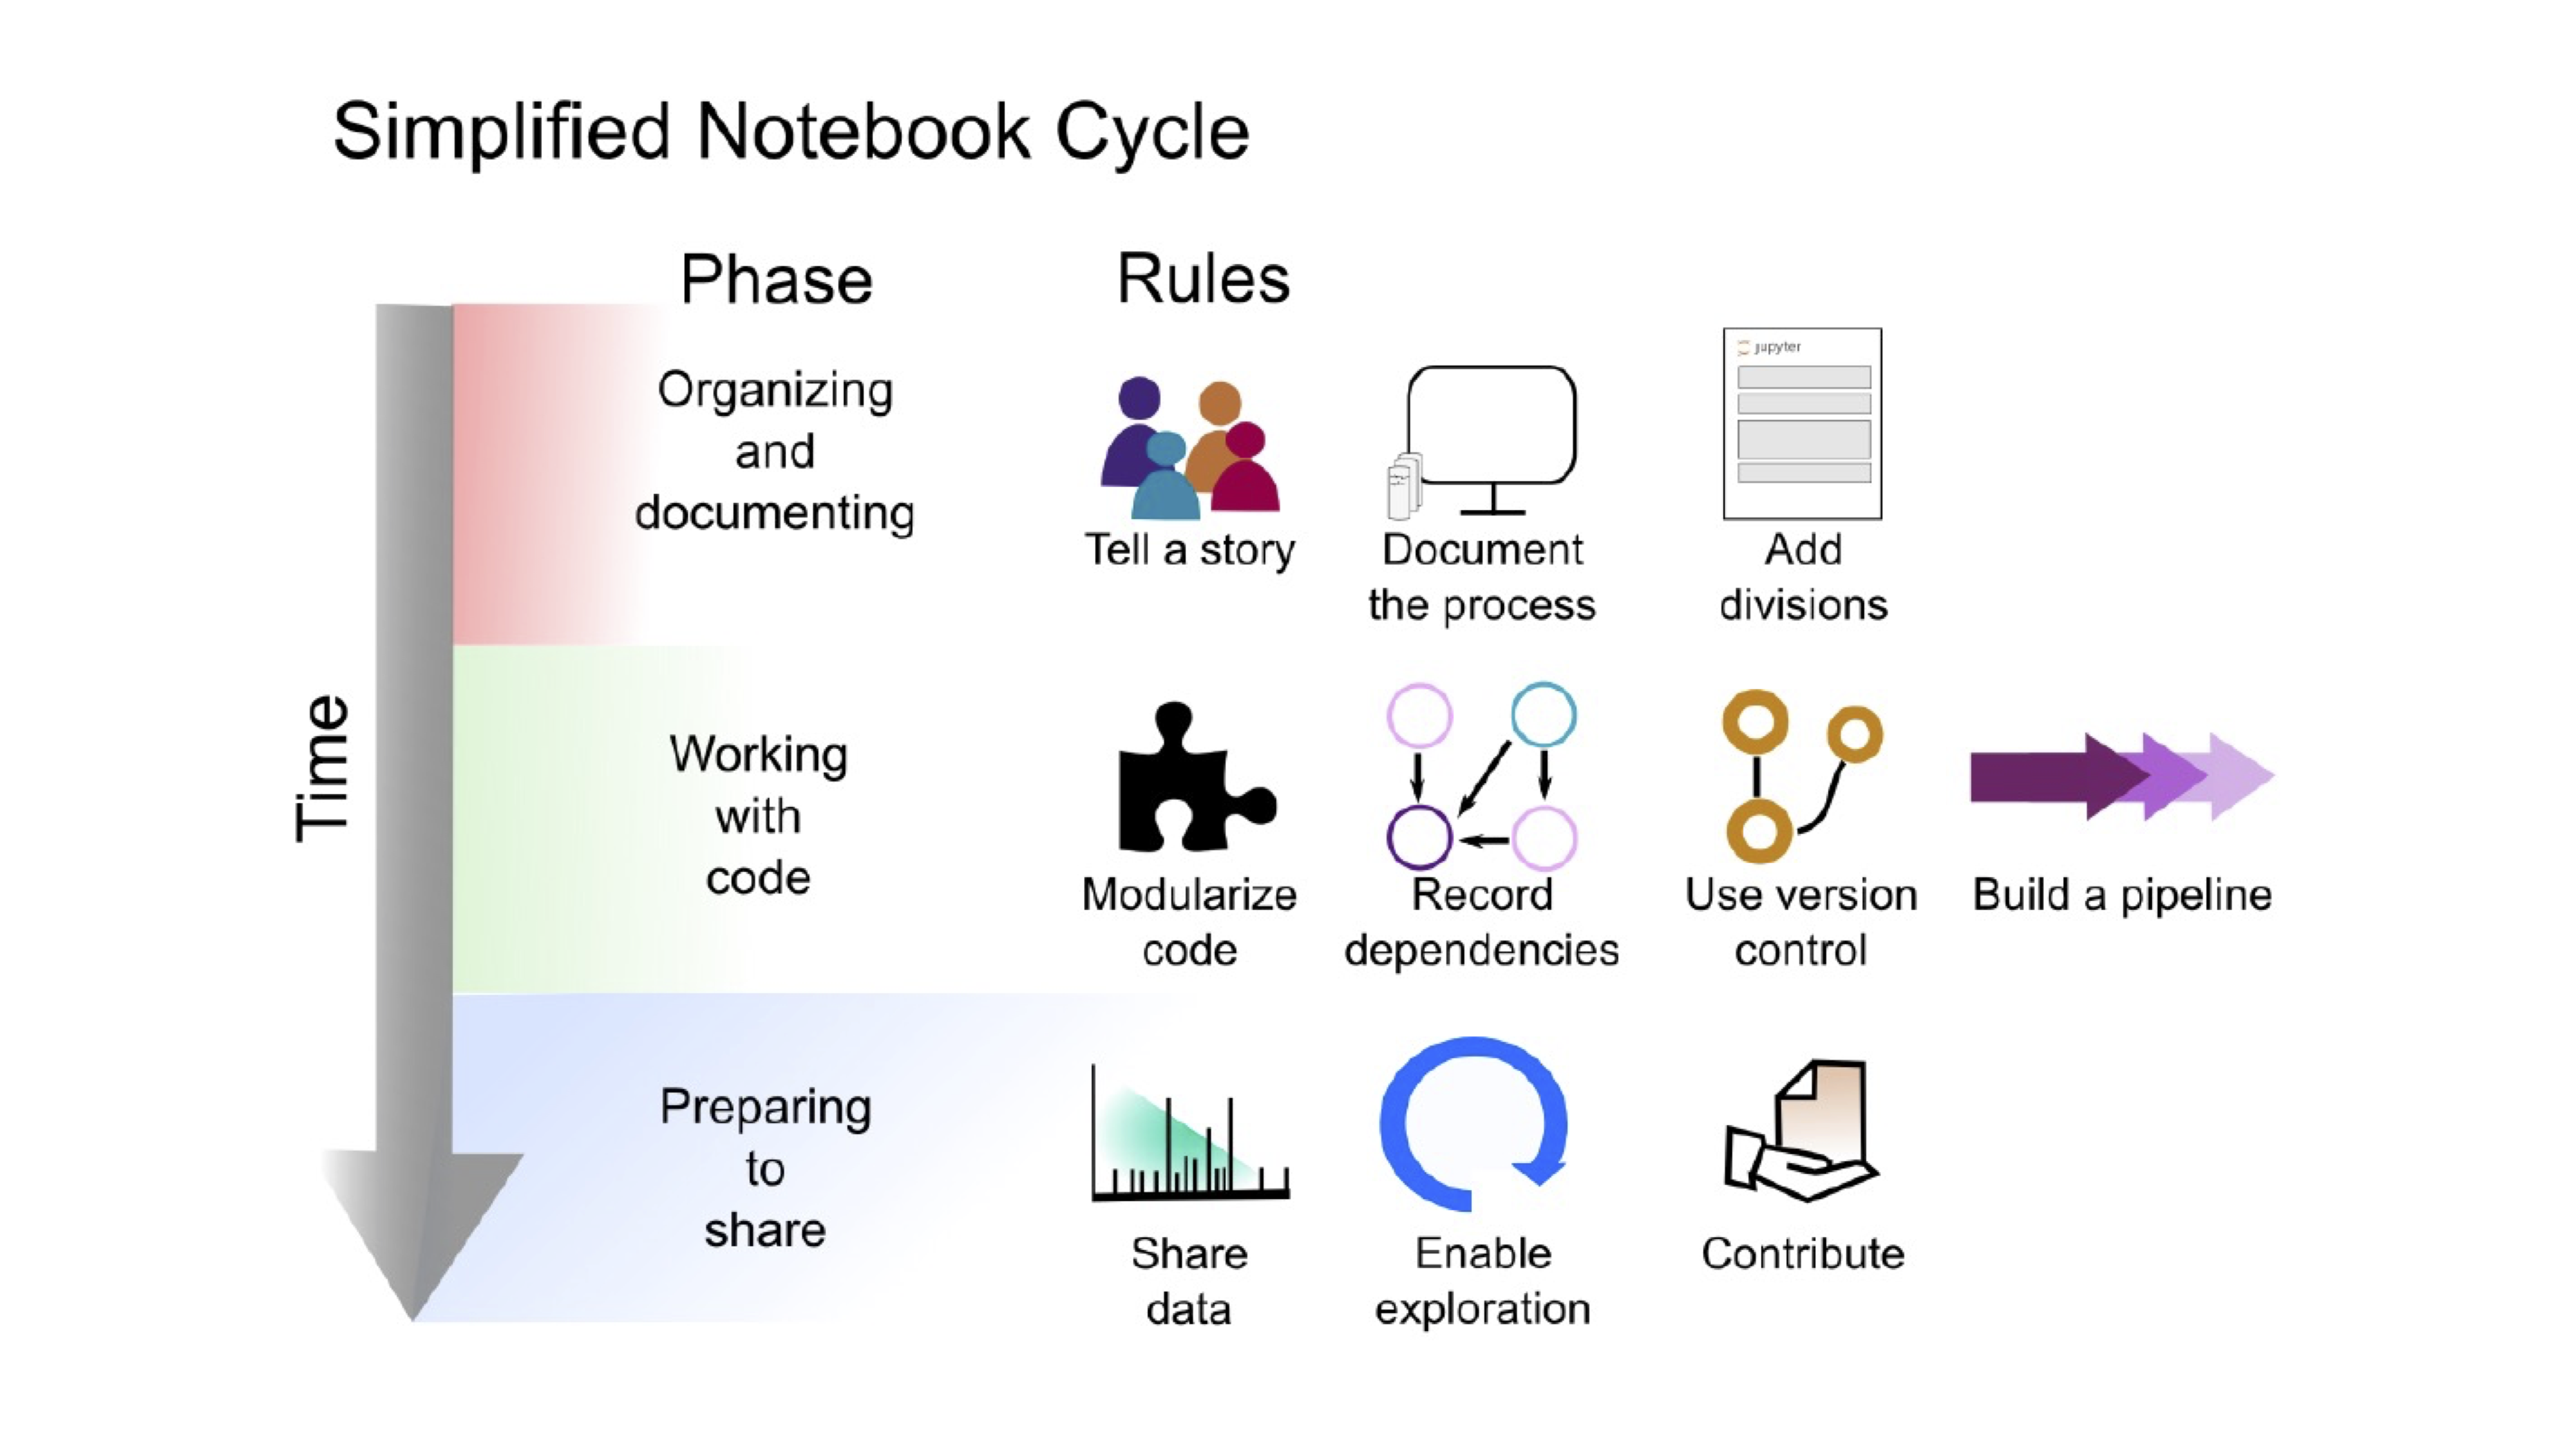 Simplified Notebook Cycle
Phase
Rules
Time
Organizing
and
documenting
jupyter
Tell a story
Document
the process
Add
divisions
Working
with
code
Modularize
code
Record
dependencies
Use version
control
Build a pipeline
Preparing
to
share
Share
data
Enable
exploration
Contribute